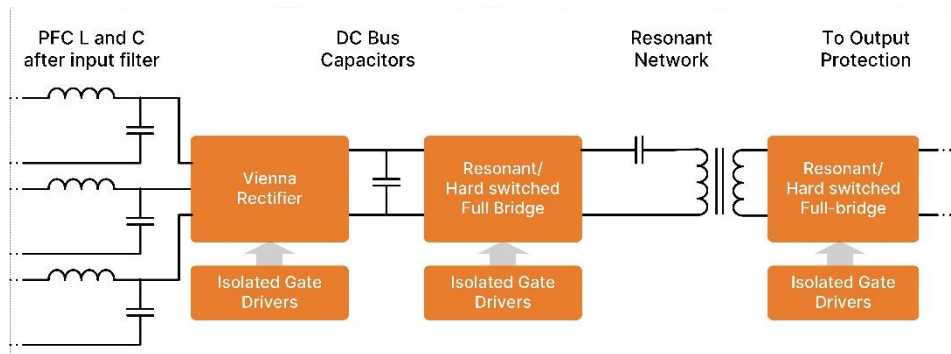 PFC L and C
after input filter
DC Bus
Capacitors
Resonant
Network
To Output
Protection
Vienna
Rectifier
Resonant/
Hard switched
Full Bridge
Resonant/
Hard switched
Full-bridge
Isolated Gate
Drivers
Isolated Gate
Drivers
Isolated Gate
Drivers